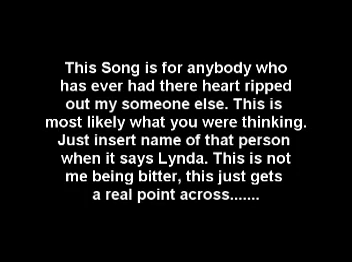 This Song is for anybody who
has ever had there heart ripped
out my someone else. This is
most likely what you were thinking.
Just insert name of that person
when it says Lynda. This is not
me being bitter, this just gets
a real point across.......